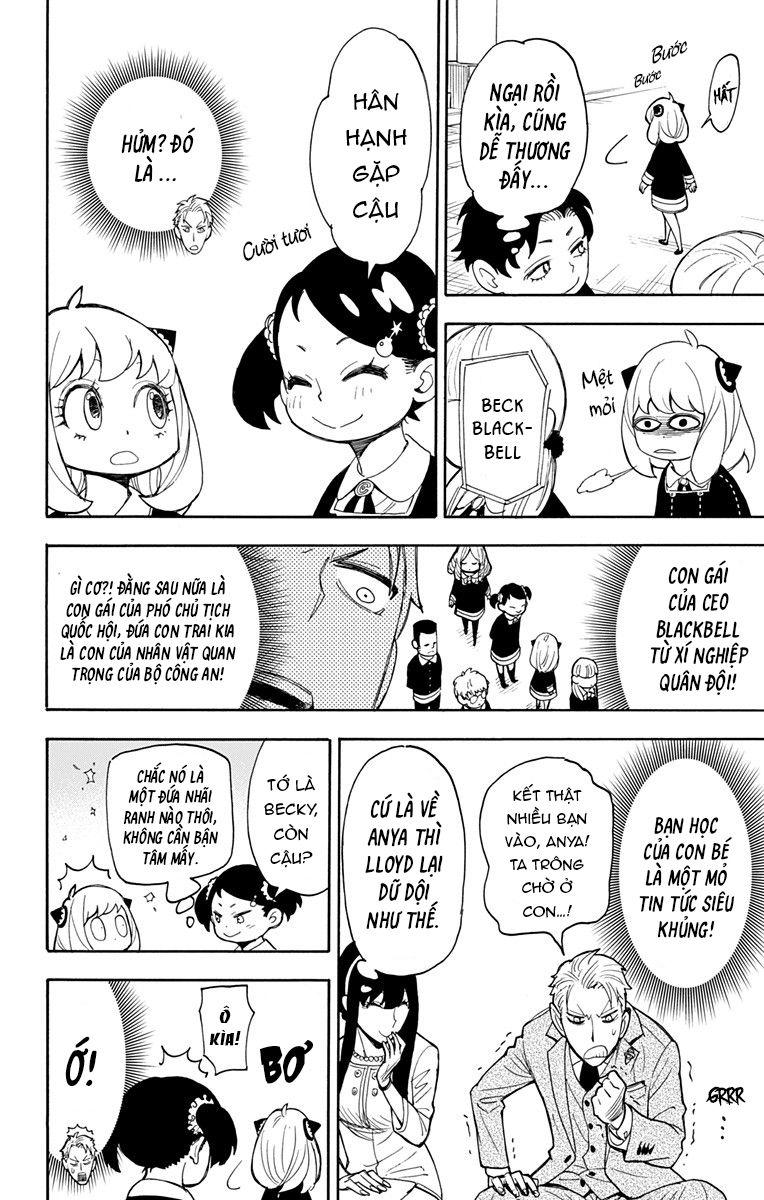 HẤT
Bước
Bước
NGẠI RỒI
KÌA, CŨNG
DỄ THƯƠNG
ĐẤY...
HÂN
HẠNH
GẶP
CẬU
Cười tươi
HỬM? ĐÓ
LÀ ...
Mệt
mỏi
BECK
BLACK-
BELL
CON GÁI
CỦA CEO
BLACKBELL
TỪ XÍ NGHIỆP
QUÂN ĐỘI!
GÌ CƠ?! ĐẰNG SAU NỮA LÀ
CON GÁI CỦA PHÓ CHỦ TỊCH
QUỐC HỘI, ĐỨA CON TRAI KIA
LÀ CON CỦA NHÂN VẬT QUAN
TRỌNG CỦA BỘ CÔNG AN!
BẠN HỌC
CỦA CON BÉ
LÀ MỘT MỎ
TIN TỨC SIÊU
KHỦNG!
KẾT THẬT
NHIỀU BẠN
VÀO, ANYA!
TA TRÔNG
CHỜ Ở
CON...!
GRRR
CỨ LÀ VỀ
ANYA THÌ
LLOYD LẠI
DỮ DỘI
NHƯ THẾ.
TỚ LÀ
BECKY,
CÒN
CẬU?
CHẮC NÓ LÀ
MỘT ĐỨA NHÃI
RANH NÀO THÔI,
KHÔNG CẦN BẬN
TÂM MẤY.
BƠ
Ô
KÌA!
Ớ!